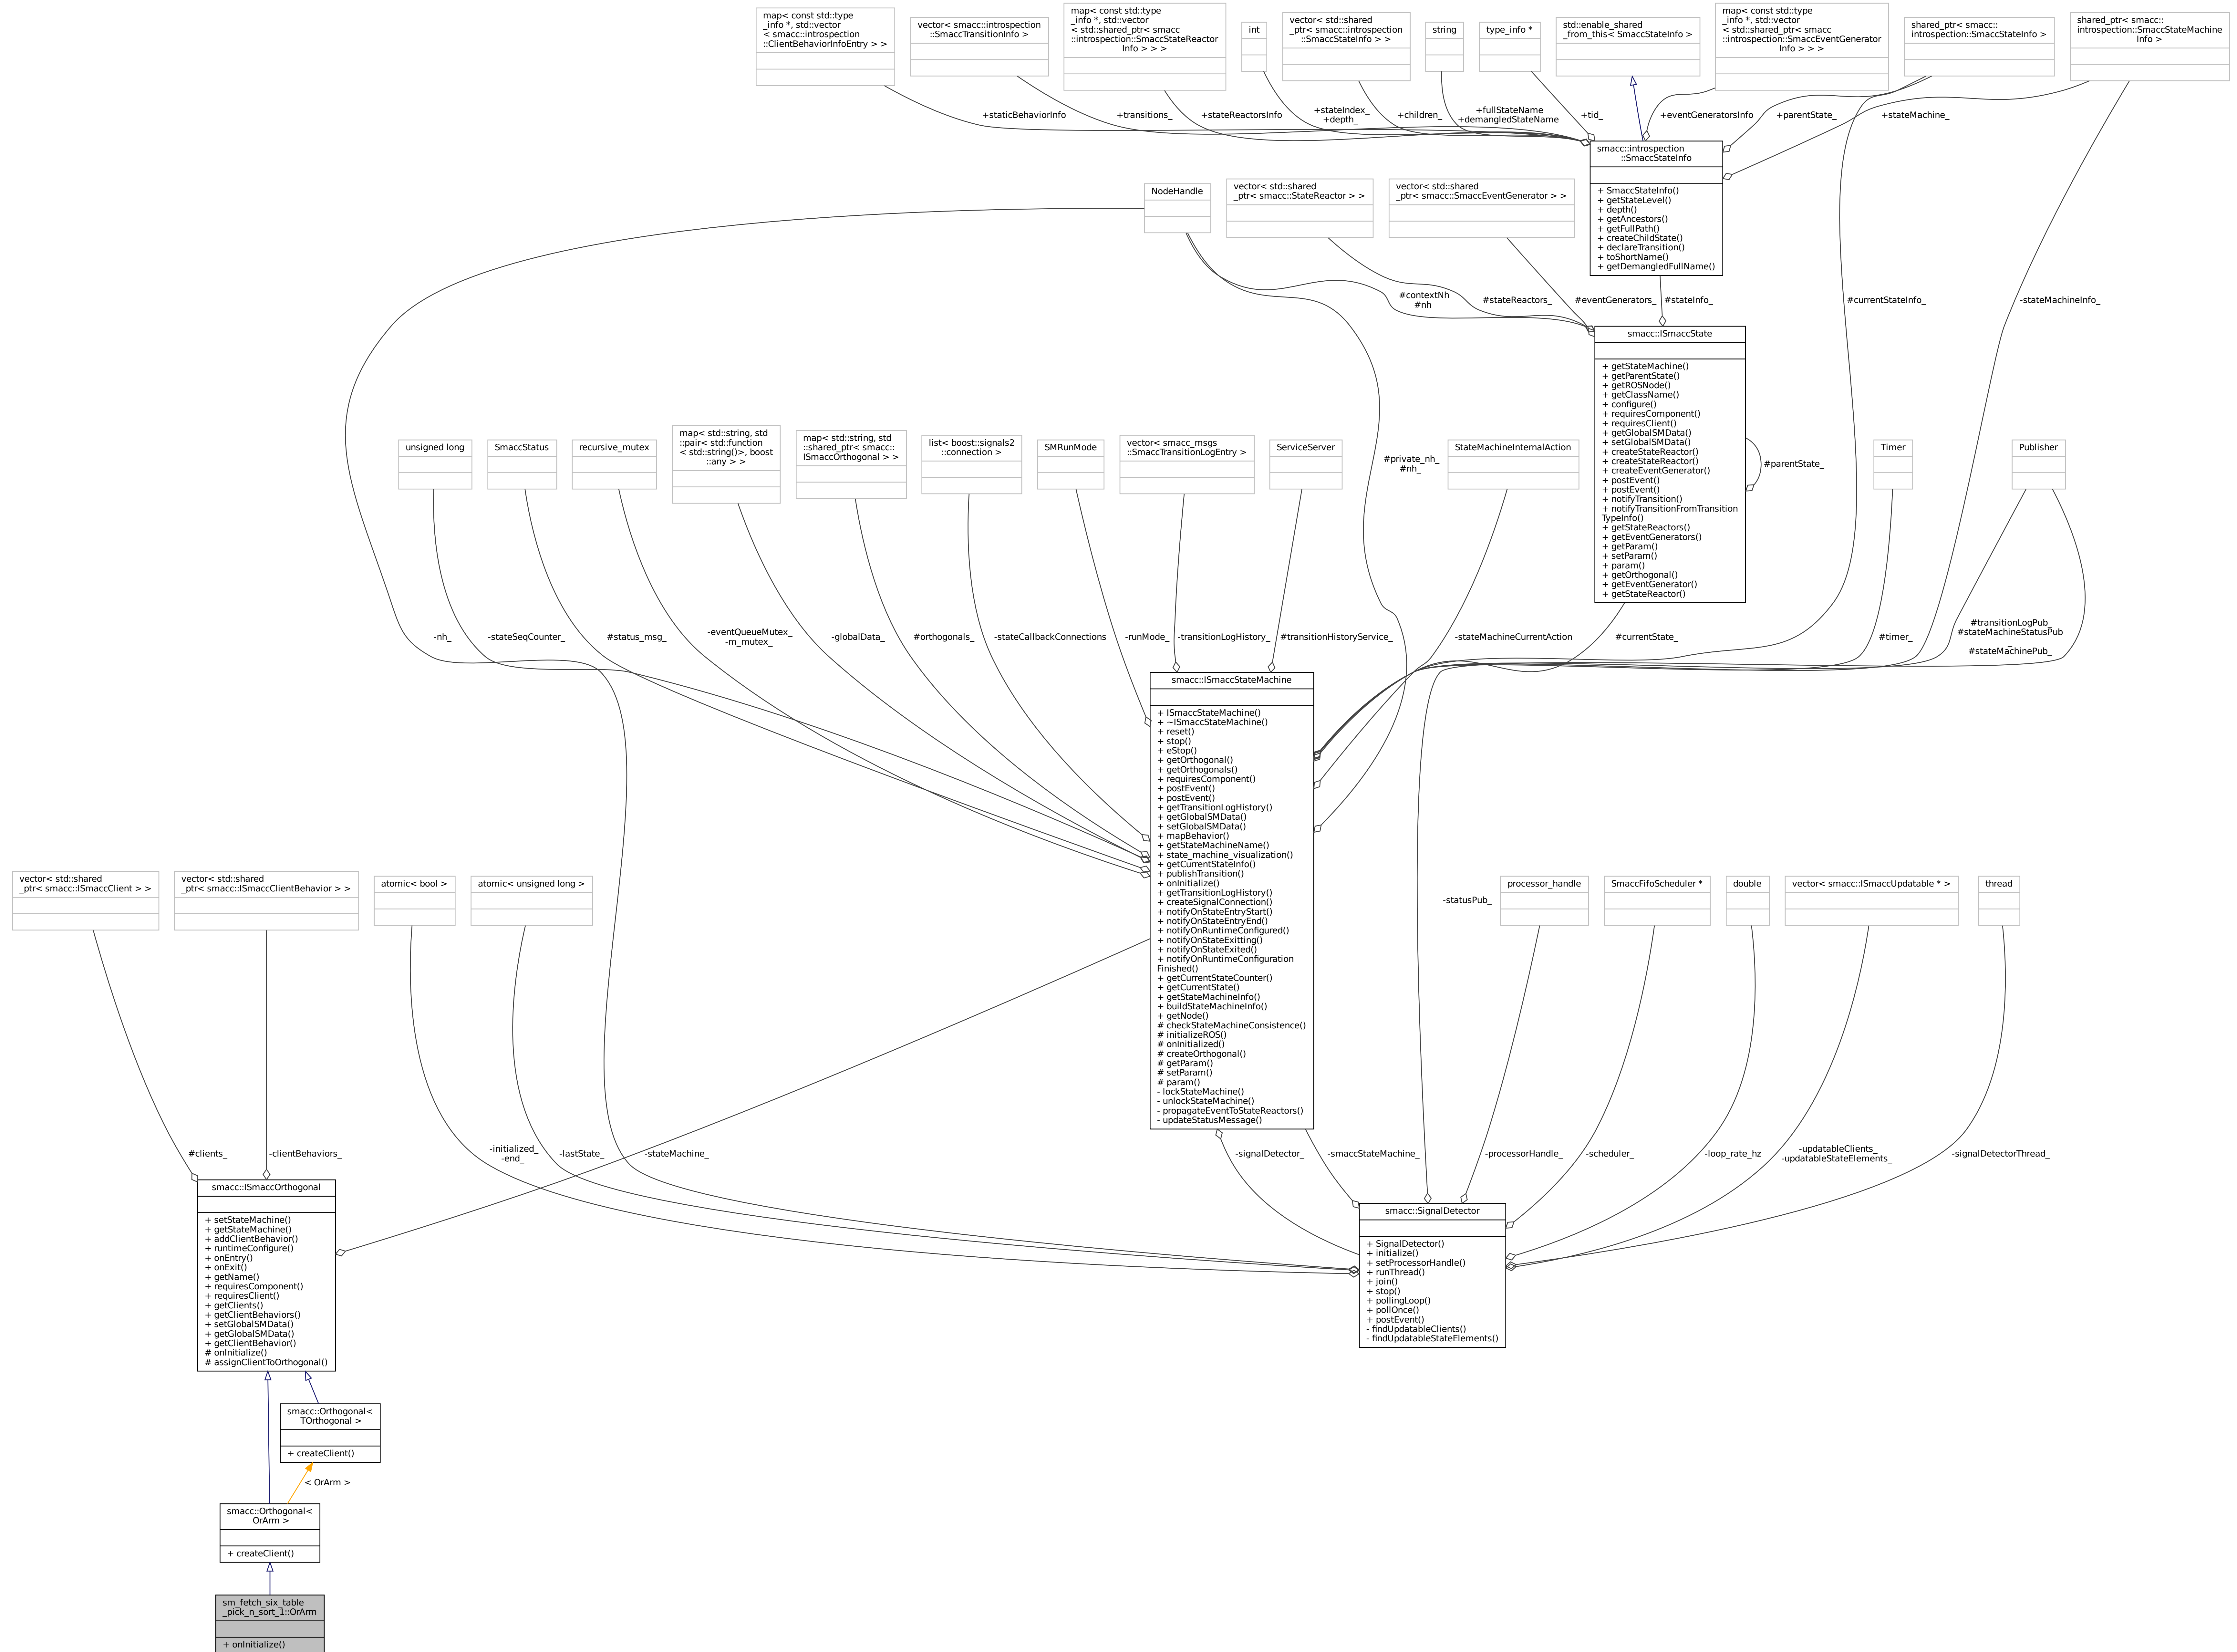 map< const std::type
_info *, std::vector
< smacc::introspection
::ClientBehaviorInfoEntry > >
vector< smacc::introspection
::SmaccTransitionInfo >
map< const std::type
_info *, std::vector
< std::shared_ptr< smacc
::introspection::SmaccStateReactor
Info > > >
int
vector< std::shared
_ptr< smacc::introspection
::SmaccStateInfo > >
string
type_info *
std::enable_shared
_from_this< SmaccStateInfo >
map< const std::type
_info *, std::vector
< std::shared_ptr< smacc
::introspection::SmaccEventGenerator
Info > > >
shared_ptr< smacc::
introspection::SmaccStateInfo >
shared_ptr< smacc::
introspection::SmaccStateMachine
Info >
+staticBehaviorInfo
+transitions_
+stateReactorsInfo
+stateIndex_
+depth_
+children_
+fullStateName
+demangledStateName
+tid_
+eventGeneratorsInfo
+parentState_
+stateMachine_
smacc::introspection
::SmaccStateInfo
+ SmaccStateInfo()
+ getStateLevel()
+ depth()
+ getAncestors()
+ getFullPath()
+ createChildState()
+ declareTransition()
+ toShortName()
+ getDemangledFullName()
NodeHandle
vector< std::shared
_ptr< smacc::StateReactor > >
vector< std::shared
_ptr< smacc::SmaccEventGenerator > >
#contextNh
#nh
#stateReactors_
#eventGenerators_
#stateInfo_
#currentStateInfo_
-stateMachineInfo_
smacc::ISmaccState
+ getStateMachine()
+ getParentState()
+ getROSNode()
+ getClassName()
+ configure()
+ requiresComponent()
+ requiresClient()
+ getGlobalSMData()
+ setGlobalSMData()
+ createStateReactor()
+ createStateReactor()
+ createEventGenerator()
+ postEvent()
+ postEvent()
+ notifyTransition()
+ notifyTransitionFromTransition
TypeInfo()
+ getStateReactors()
+ getEventGenerators()
+ getParam()
+ setParam()
+ param()
+ getOrthogonal()
+ getEventGenerator()
+ getStateReactor()
#parentState_
unsigned long
SmaccStatus
recursive_mutex
map< std::string, std
::pair< std::function
< std::string()>, boost
::any > >
map< std::string, std
::shared_ptr< smacc::
ISmaccOrthogonal > >
list< boost::signals2
::connection >
SMRunMode
vector< smacc_msgs
::SmaccTransitionLogEntry >
ServiceServer
#private_nh_
#nh_
StateMachineInternalAction
Timer
Publisher
-nh_
-stateSeqCounter_
#status_msg_
-eventQueueMutex_
-m_mutex_
-globalData_
#orthogonals_
-stateCallbackConnections
-runMode_
-transitionLogHistory_
#transitionHistoryService_
-stateMachineCurrentAction
#currentState_
#timer_
#transitionLogPub_
#stateMachineStatusPub
_
#stateMachinePub_
smacc::ISmaccStateMachine
+ ISmaccStateMachine()
+ ~ISmaccStateMachine()
+ reset()
+ stop()
+ eStop()
+ getOrthogonal()
+ getOrthogonals()
+ requiresComponent()
+ postEvent()
+ postEvent()
+ getTransitionLogHistory()
+ getGlobalSMData()
+ setGlobalSMData()
+ mapBehavior()
+ getStateMachineName()
+ state_machine_visualization()
+ getCurrentStateInfo()
+ publishTransition()
+ onInitialize()
+ getTransitionLogHistory()
+ createSignalConnection()
+ notifyOnStateEntryStart()
+ notifyOnStateEntryEnd()
+ notifyOnRuntimeConfigured()
+ notifyOnStateExitting()
+ notifyOnStateExited()
+ notifyOnRuntimeConfiguration
Finished()
+ getCurrentStateCounter()
+ getCurrentState()
+ getStateMachineInfo()
+ buildStateMachineInfo()
+ getNode()
# checkStateMachineConsistence()
# initializeROS()
# onInitialized()
# createOrthogonal()
# getParam()
# setParam()
# param()
- lockStateMachine()
- unlockStateMachine()
- propagateEventToStateReactors()
- updateStatusMessage()
vector< std::shared
_ptr< smacc::ISmaccClient > >
vector< std::shared
_ptr< smacc::ISmaccClientBehavior > >
atomic< bool >
atomic< unsigned long >
-statusPub_
processor_handle
SmaccFifoScheduler *
double
vector< smacc::ISmaccUpdatable * >
thread
#clients_
-clientBehaviors_
-initialized_
-end_
-lastState_
-stateMachine_
-signalDetector_
-smaccStateMachine_
-processorHandle_
-scheduler_
-loop_rate_hz
-updatableClients_
-updatableStateElements_
-signalDetectorThread_
smacc::ISmaccOrthogonal
+ setStateMachine()
+ getStateMachine()
+ addClientBehavior()
+ runtimeConfigure()
+ onEntry()
+ onExit()
+ getName()
+ requiresComponent()
+ requiresClient()
+ getClients()
+ getClientBehaviors()
+ setGlobalSMData()
+ getGlobalSMData()
+ getClientBehavior()
# onInitialize()
# assignClientToOrthogonal()
smacc::SignalDetector
+ SignalDetector()
+ initialize()
+ setProcessorHandle()
+ runThread()
+ join()
+ stop()
+ pollingLoop()
+ pollOnce()
+ postEvent()
- findUpdatableClients()
- findUpdatableStateElements()
smacc::Orthogonal<
TOrthogonal >
+ createClient()
< OrArm >
smacc::Orthogonal<
OrArm >
+ createClient()
sm_fetch_six_table
_pick_n_sort_1::OrArm
+ onInitialize()